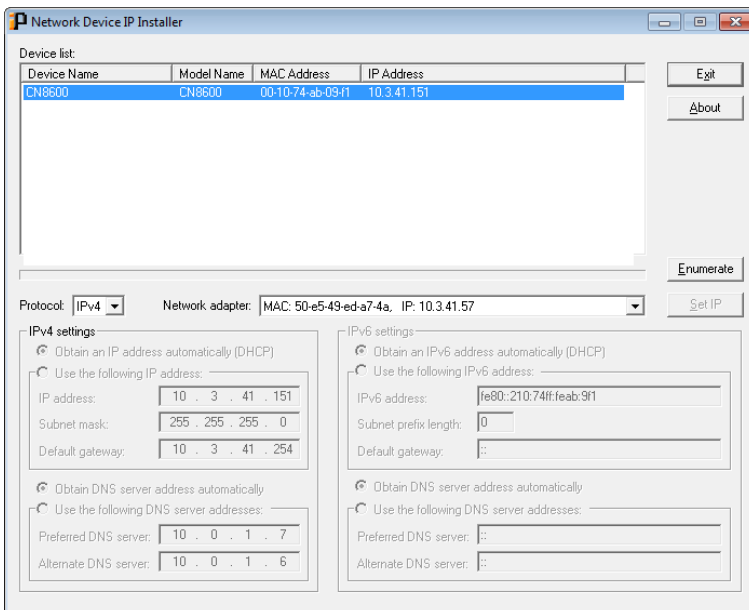 Network Device IP Installer
Device list:
Device Name Model Name MAC Address IP Address
CN8600 CN8600 00-10-74-ab-09-f1 10.3.41.151
Exit
About
Enumerate
Protocol: IPv4 Network adapter: MAC: 50-e5-49-ed-a7-4a, IP: 10.3.41.57 Set IP
IPv4 settings
Obtain an IP address automatically (DHCP)
Use the following IP address:
IP address: 10 . 3 . 41 . 151
Subnet mask: 255 . 255 . 255 . 0
Default gateway: 10 . 3 . 41 . 254
Obtain DNS server address automatically
Use the following DNS server addresses:
Preferred DNS server: 10 . 0 . 1 . 7
Alternate DNS server: 10 . 0 . 1 . 6
IPv6 settings
Obtain an IPv6 address automatically (DHCP)
Use the following IPv6 address:
IPv6 address: fe80::210:74ff:feab:9f1
Subnet prefix length: 0
Default gateway: ::
Obtain DNS server address automatically
Use the following DNS server addresses:
Preferred DNS server: ::
Alternate DNS server: ::